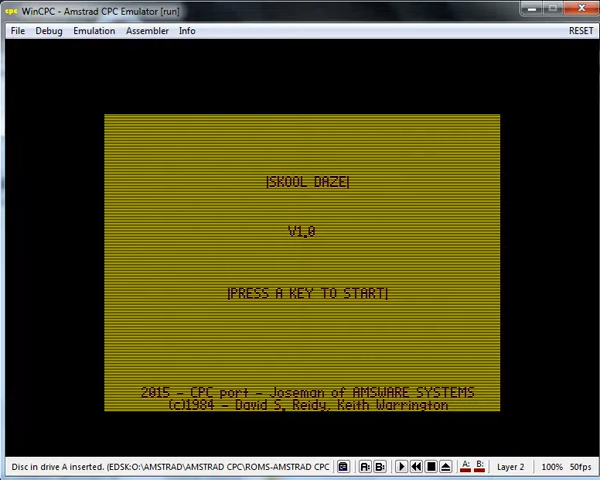 cpc WinCPC - Amstrad CPC Emulator [run]
File Debug Emulation Assembler Info RESET
|SKOOL DAZE|
V1.0
|PRESS A KEY TO START|
2015 - CPC port - Joseman of AMSWARE SYSTEMS
(c)1984 - David S. Reidy, Keith Warrington
Disc in drive A inserted. (EDSK:O:\AMSTRAD\AMSTRAD CPC\ROMS-AMSTRAD CPC A: B: A: B: Layer 2 100% 50fps